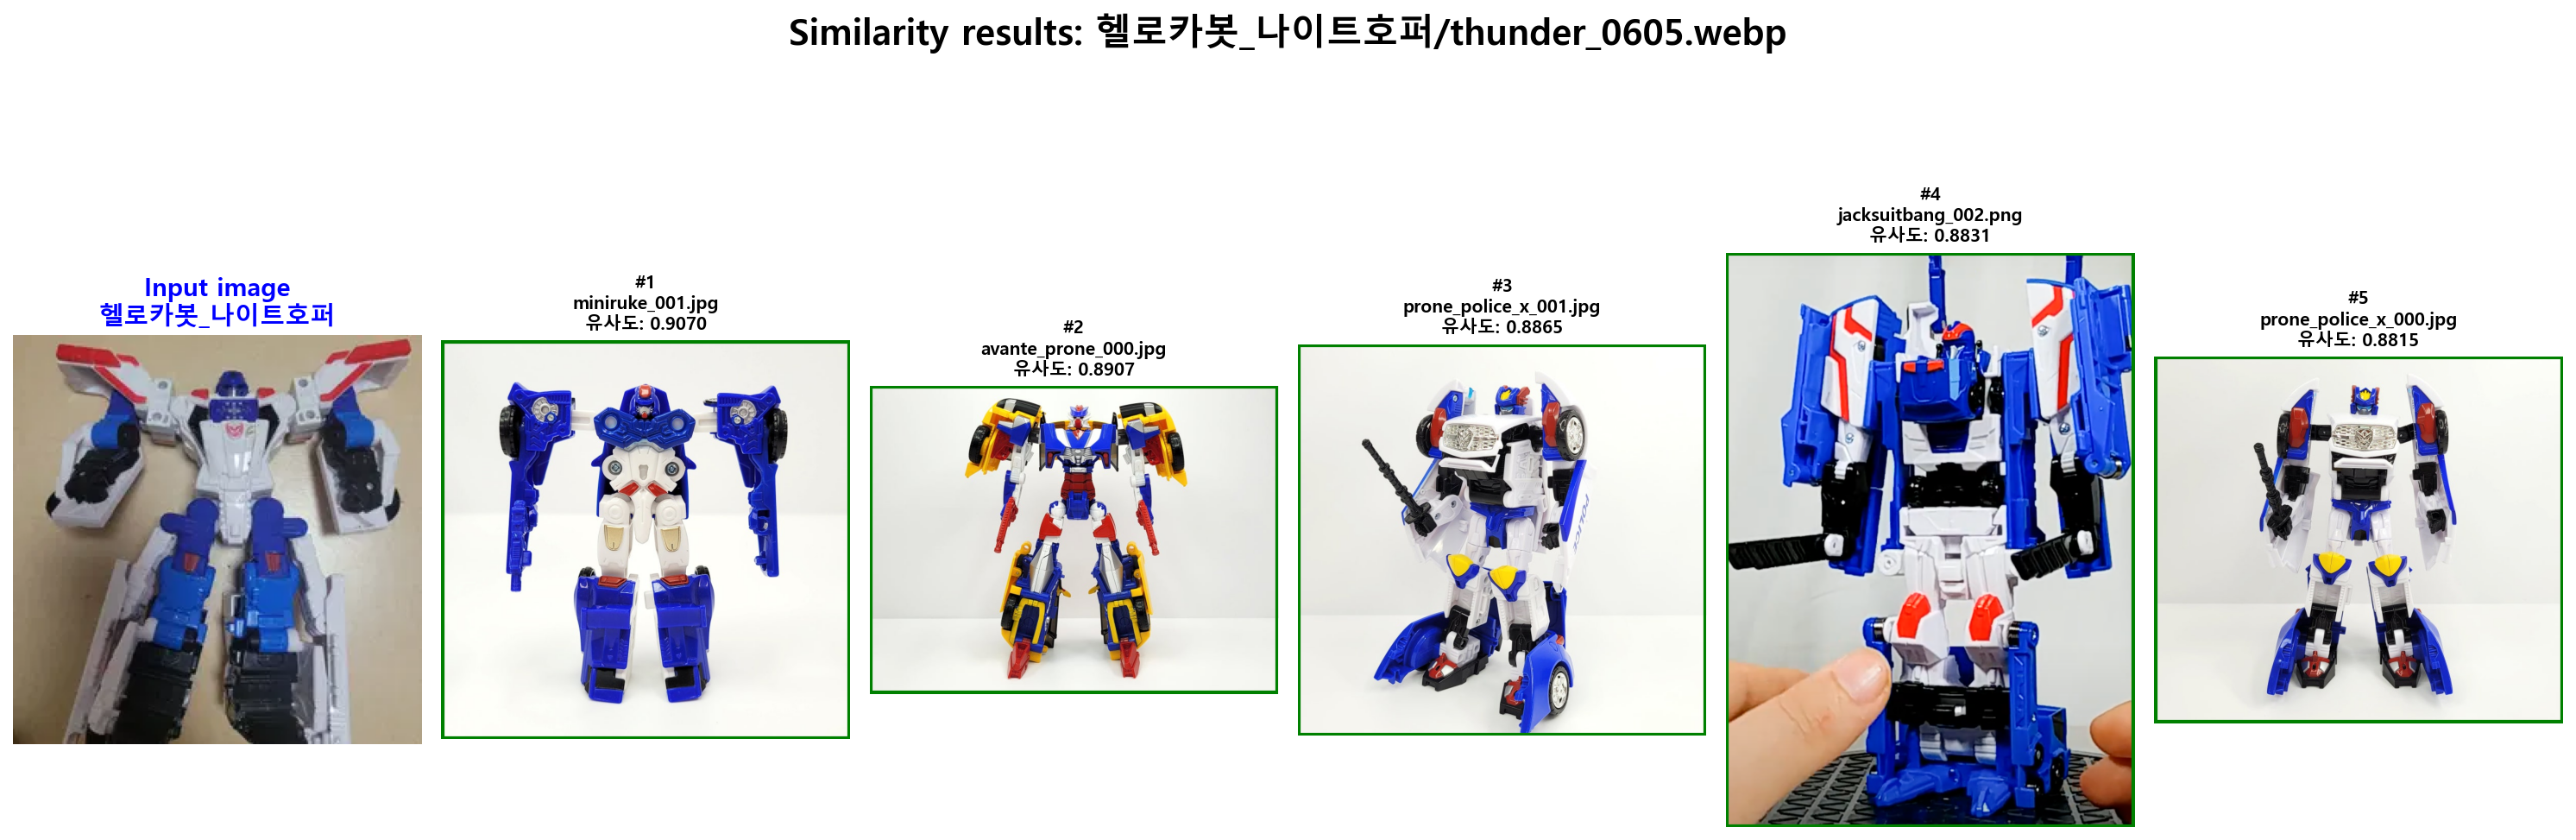 Similarity results: 헬로카봇_나이트호퍼/thunder_0605.webp
Input image
헬로카봇_나이트호퍼
#1
miniruke_001.jpg
유사도: 0.9070
#2
avante_prone_000.jpg
유사도: 0.8907
#3
prone_police_x_001.jpg
유사도: 0.8865
POLICE
#4
jacksuitbang_002.png
유사도: 0.8831
#5
prone_police_x_000.jpg
유사도: 0.8815